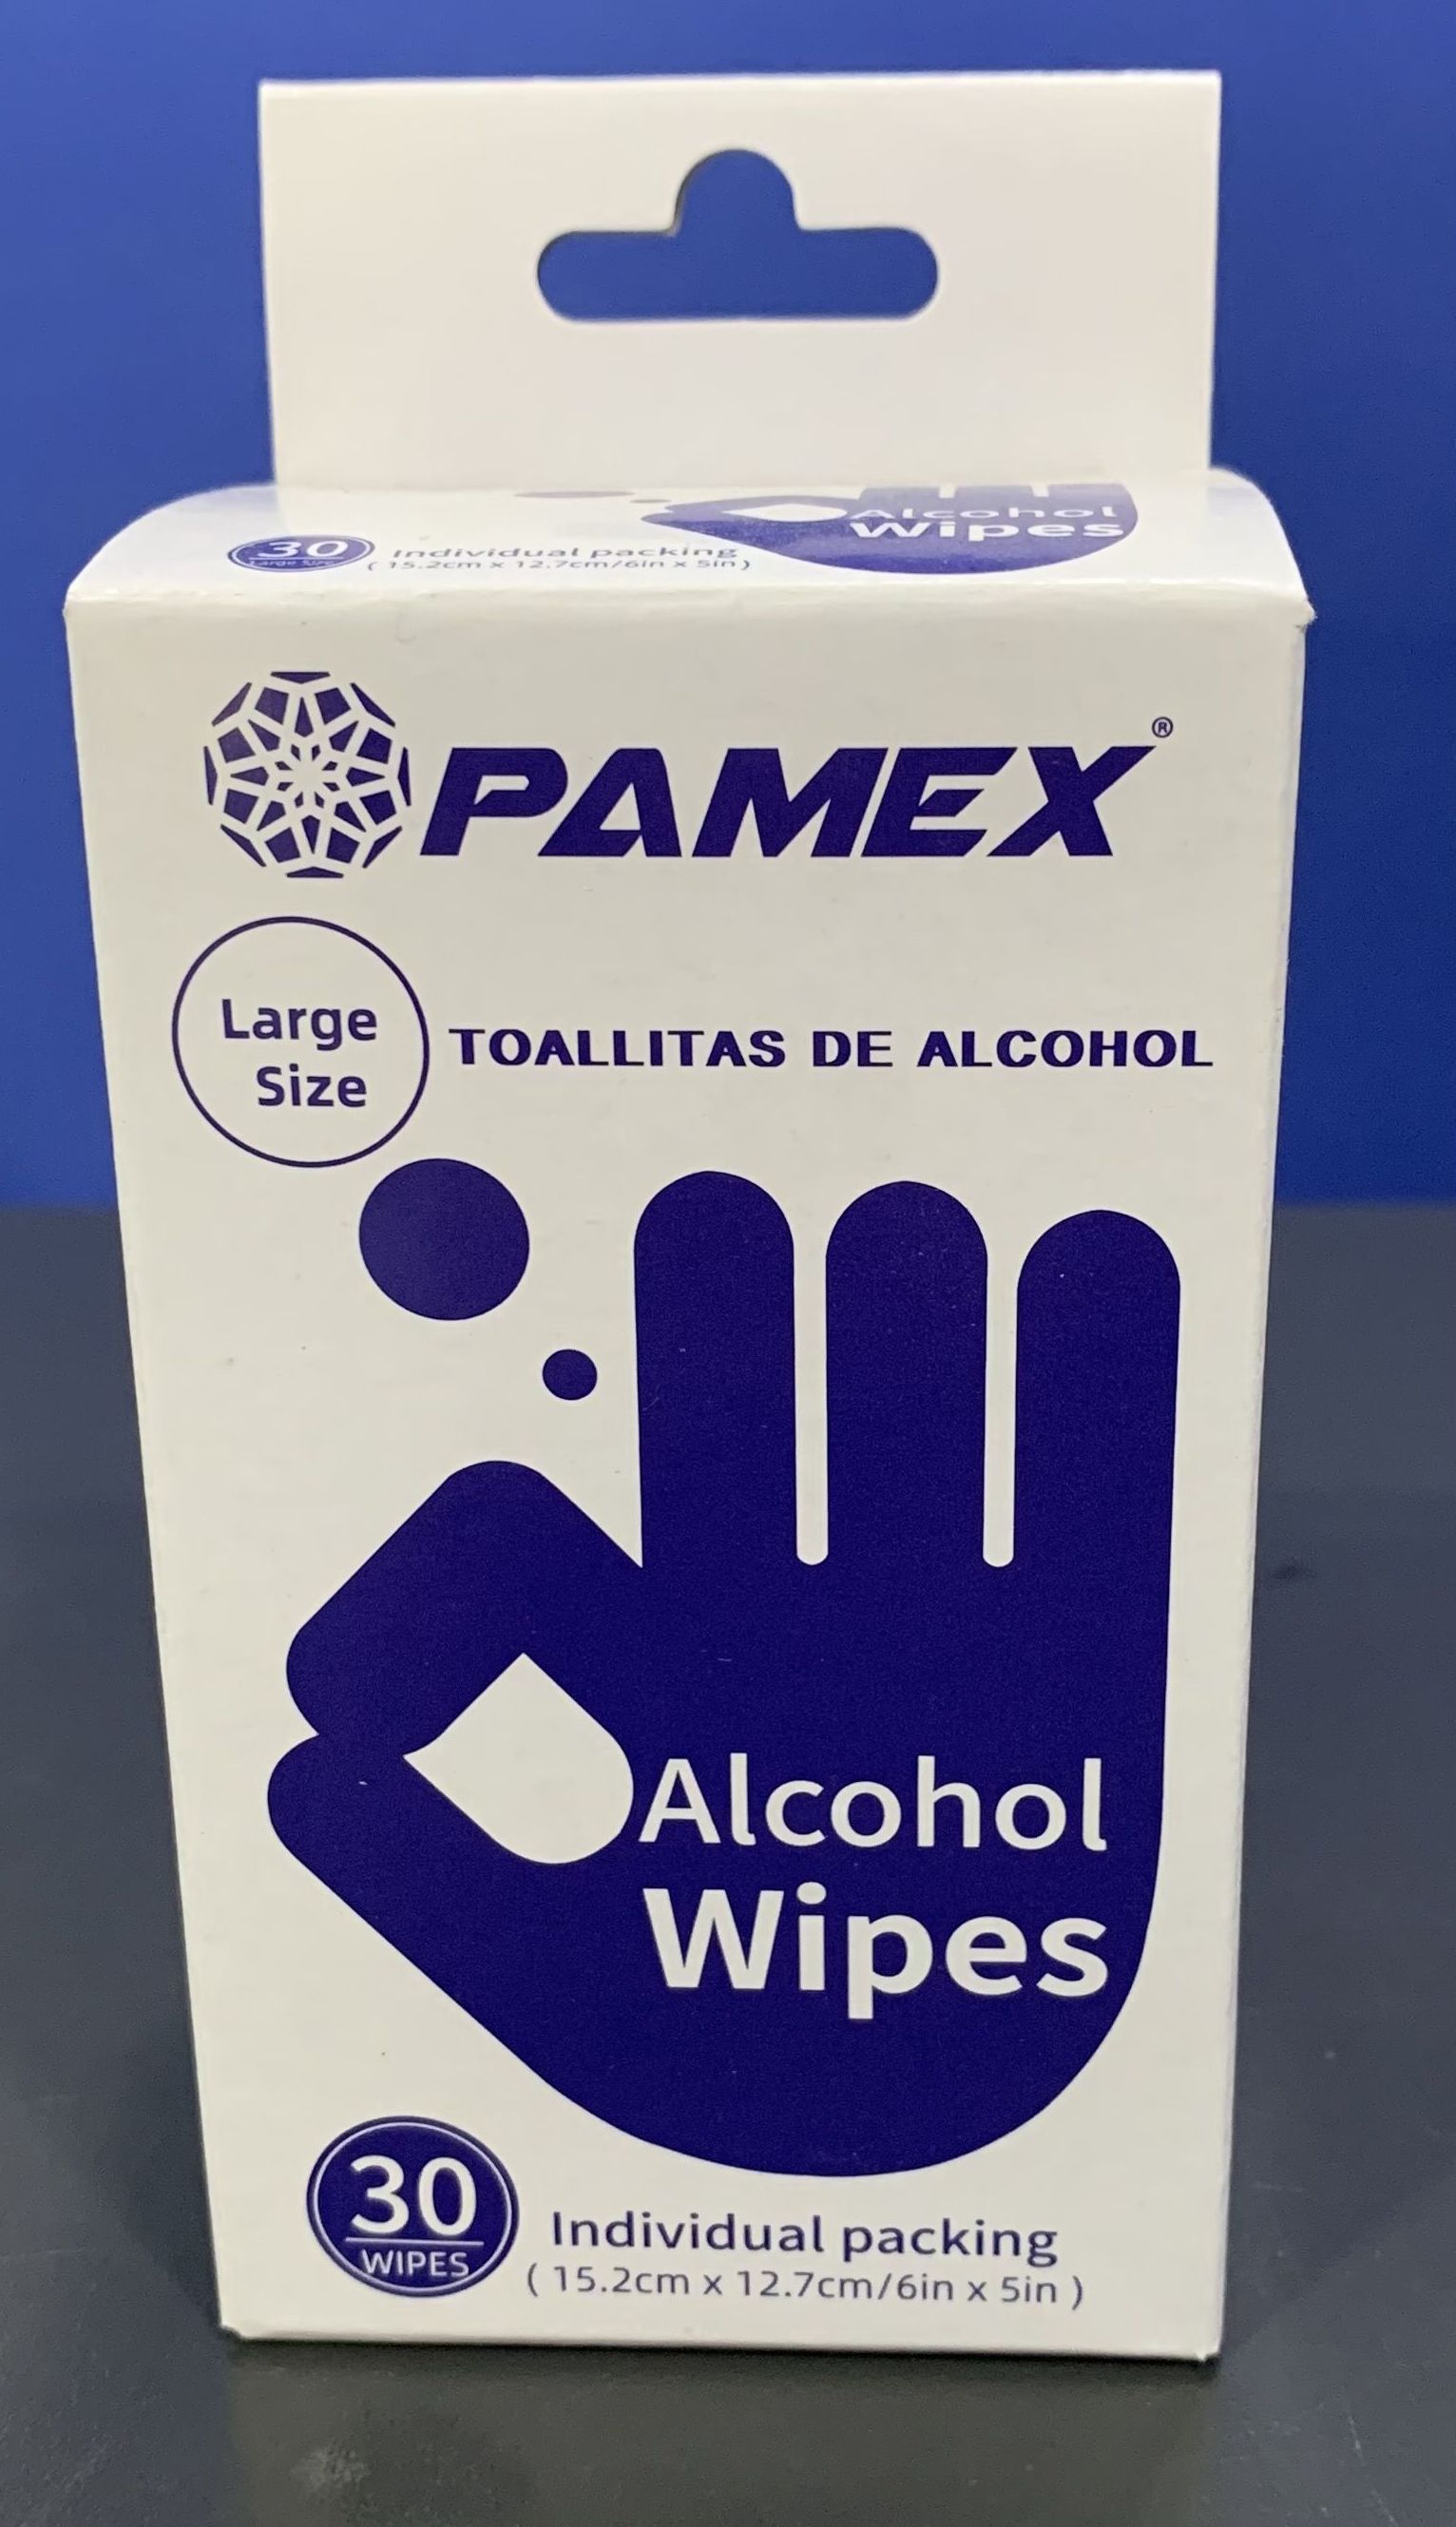 Alcohol
Wipes
30
Large Size
Individual packing
( 15.2cm x 12.7cm/6in x 5in )
PAMEX®
Large
Size
TOALLITAS DE ALCOHOL
Alcohol
Wipes
30
WIPES
Individual packing
( 15.2cm x 12.7cm/6in x 5in )